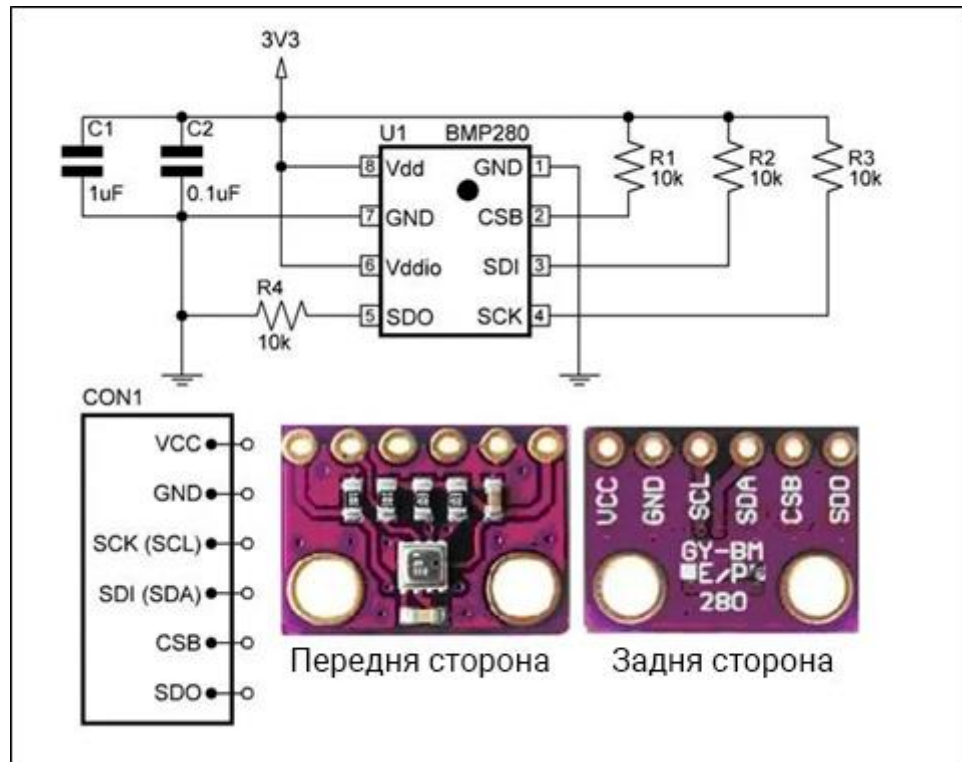 3V3
C1
C2
1uF
0.1uF
U1
BMP280
8
Vdd
GND
1
7
GND
CSB
2
6
Vddio
SDI
3
5
SDO
SCK
4
R1
10k
R2
10k
R3
10k
R4
10k
CON1
VCC
GND
SCK (SCL)
SDI (SDA)
CSB
SDO
VCC
GND
SCL
SDA
CSB
SDO
GY-BM
E/P
280
Передня сторона
Задня сторона